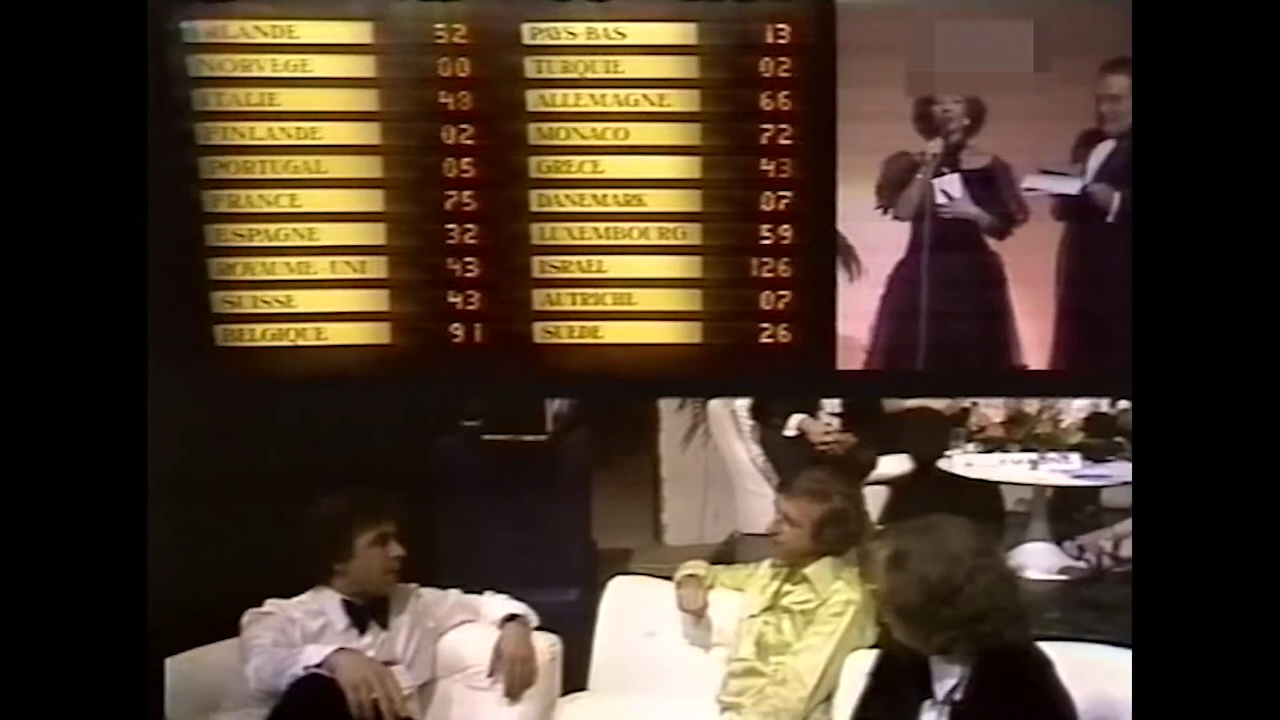 IRLANDE 52 PAYS-BAS 13
NORVEGE 00 TURQUIE 02
ITALIE 48 ALLEMAGNE 66
FINLANDE 02 MONACO 72
PORTUGAL 05 GRECE 43
FRANCE 75 DANEMARK 07
ESPAGNE 32 LUXEMBOURG 59
ROYAUME-UNI 43 ISRAEL 126
SUISSE 43 AUTRICHE 07
BELGIQUE 91 SUEDE 26